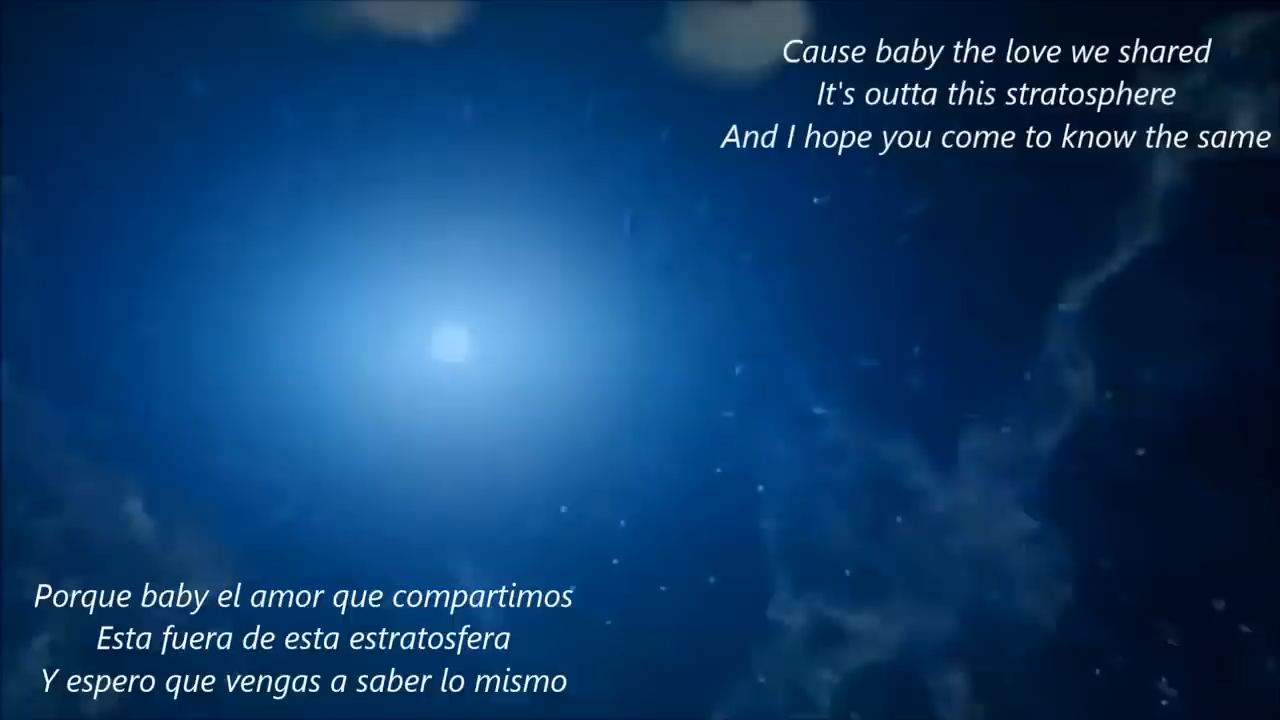 Cause baby the love we shared
It's outta this stratosphere
And I hope you come to know the same
Porque baby el amor que compartimos
Esta fuera de esta estratosfera
Y espero que vengas a saber lo mismo